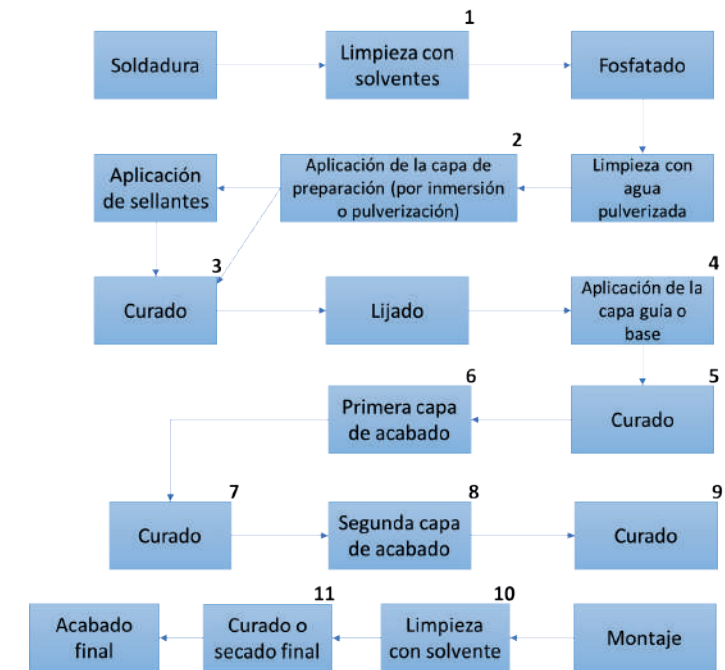 1
Soldadura
Limpieza con
solventes
Fosfatado
2
Aplicación
de sellantes
Aplicación de la capa de
preparación (por inmersión
o pulverización)
Limpieza con
agua
pulverizada
3
Curado
Lijado
4
Aplicación de la
capa guía o
base
6
Primera capa
de acabado
5
Curado
7
Curado
8
Segunda capa
de acabado
9
Curado
Acabado
final
11
Curado o
secado final
10
Limpieza
con solvente
Montaje